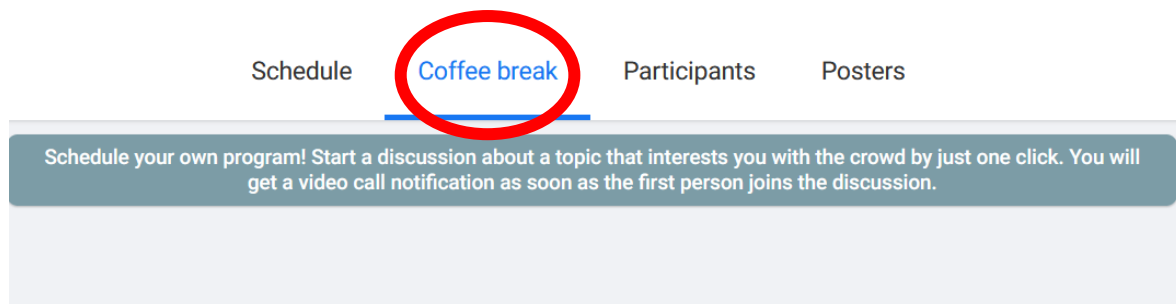 Schedule Coffee break Participants Posters
Schedule your own program! Start a discussion about a topic that interests you with the crowd by just one click. You will
get a video call notification as soon as the first person joins the discussion.